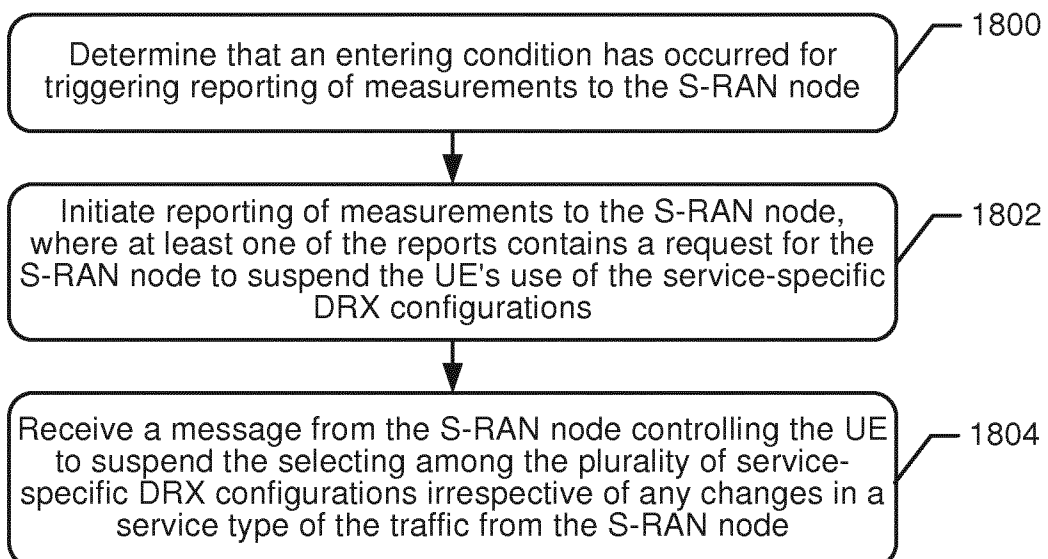 Determine that an entering condition has occurred for
triggering reporting of measurements to the S-RAN node
1800
Initiate reporting of measurements to the S-RAN node,
where at least one of the reports contains a request for the
S-RAN node to suspend the UE's use of the service-specific
DRX configurations
1802
Receive a message from the S-RAN node controlling the UE
to suspend the selecting among the plurality of service-
specific DRX configurations irrespective of any changes in a
service type of the traffic from the S-RAN node
1804